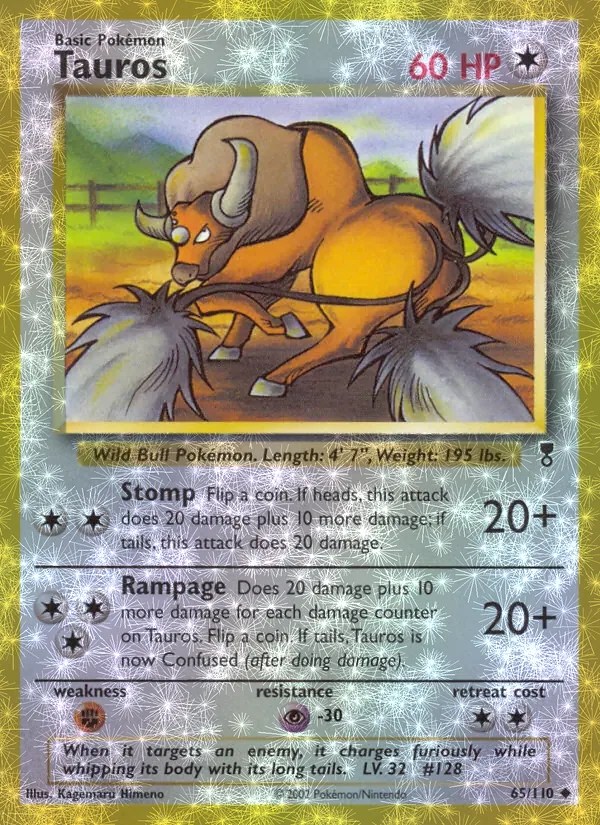 Basic Pokémon
Tauros
60 HP
Wild Bull Pokémon. Length: 4' 7", Weight: 195 lbs.
Stomp Flip a coin. If heads, this attack
does 20 damage plus 10 more damage; if
tails, this attack does 20 damage.
20+
Rampage Does 20 damage plus 10
more damage for each damage counter
on Tauros. Flip a coin. If tails, Tauros is
now Confused (after doing damage).
20+
weakness
resistance
retreat cost
-30
When it targets an enemy, it charges furiously while
whipping its body with its long tails. LV. 32 #128
Illus. Kagemaru Himeno
© 2002 Pokémon/Nintendo
65/110